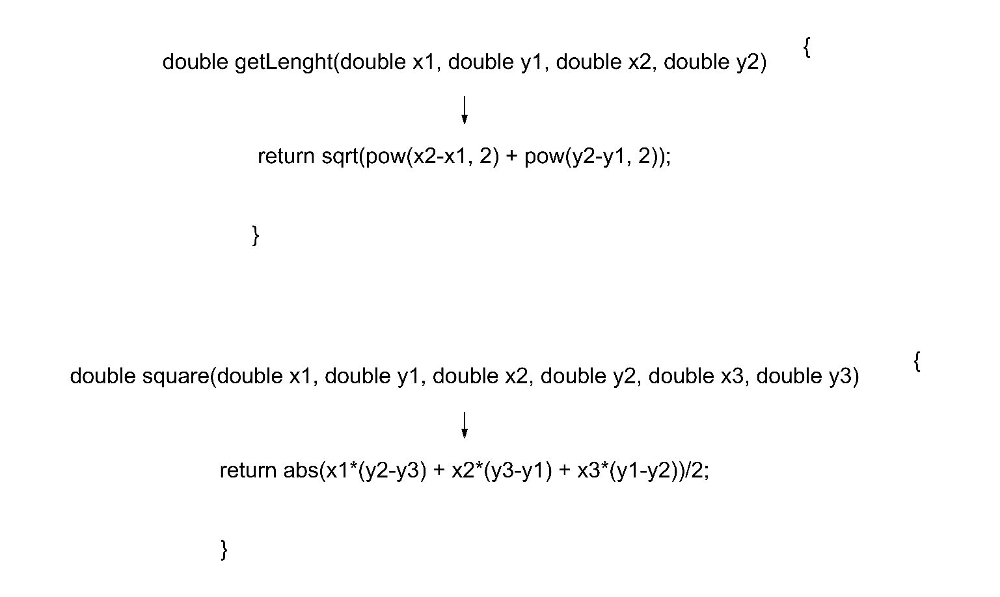 double getLenght(double x1, double y1, double x2, double y2) {
return sqrt(pow(x2-x1, 2) + pow(y2-y1, 2));
}
double square(double x1, double y1, double x2, double y2, double x3, double y3) {
return abs(x1*(y2-y3) + x2*(y3-y1) + x3*(y1-y2))/2;
}